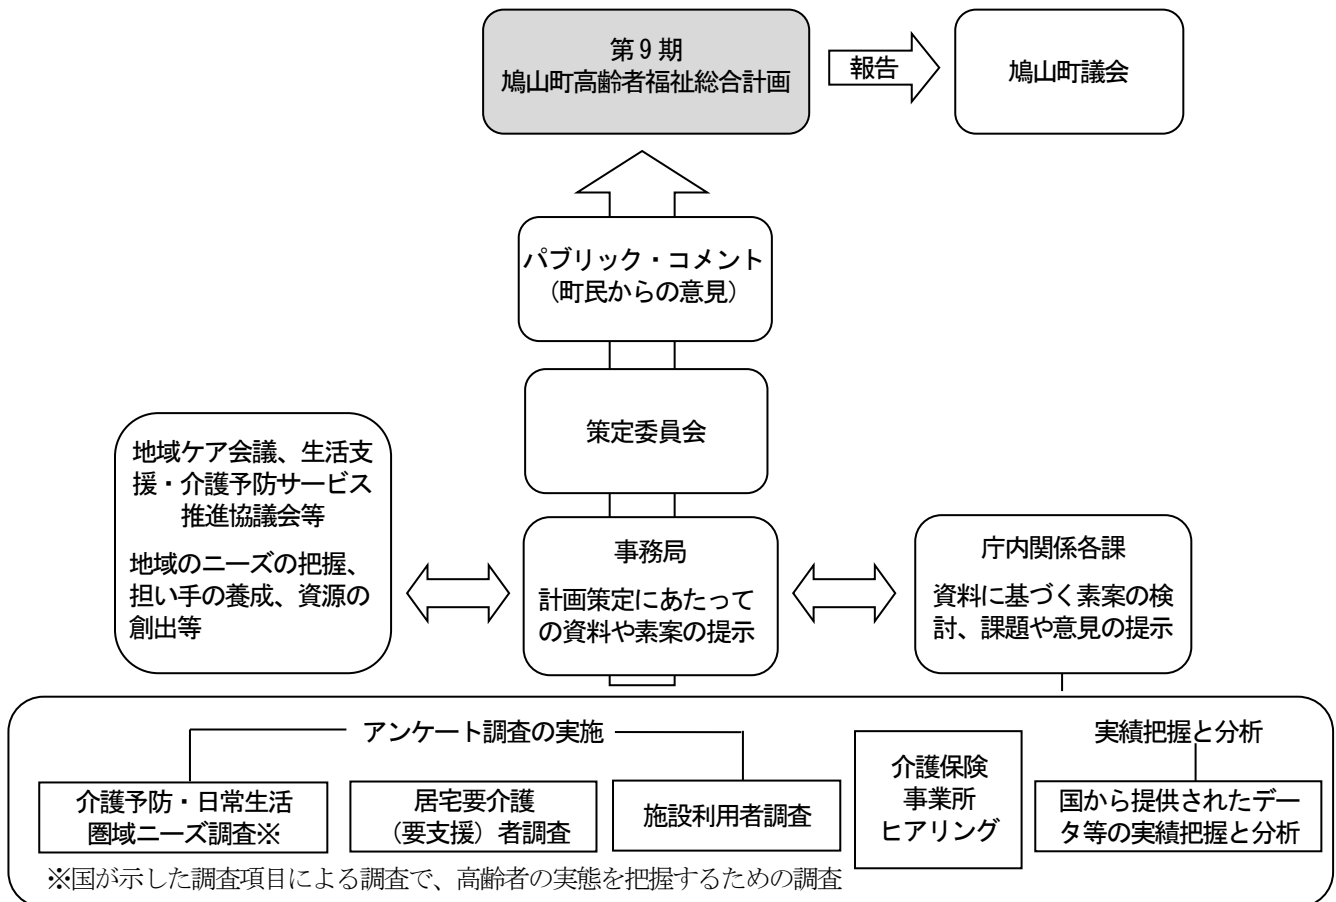 第9期
鳩山町高齢者福祉総合計画
報告
鳩山町議会
パブリック・コメント
（町民からの意見）
策定委員会
地域ケア会議、生活支
援・介護予防サービス
推進協議会等
地域のニーズの把握、
担い手の養成、資源の
創出等
事務局
計画策定にあたって
の資料や素案の提示
庁内関係各課
資料に基づく素案の検
討、課題や意見の提示
アンケート調査の実施
介護予防・日常生活
圏域ニーズ調査※
居宅要介護
（要支援）者調査
施設利用者調査
介護保険
事業所
ヒアリング
実績把握と分析
国から提供されたデー
タ等の実績把握と分析
※国が示した調査項目による調査で、高齢者の実態を把握するための調査